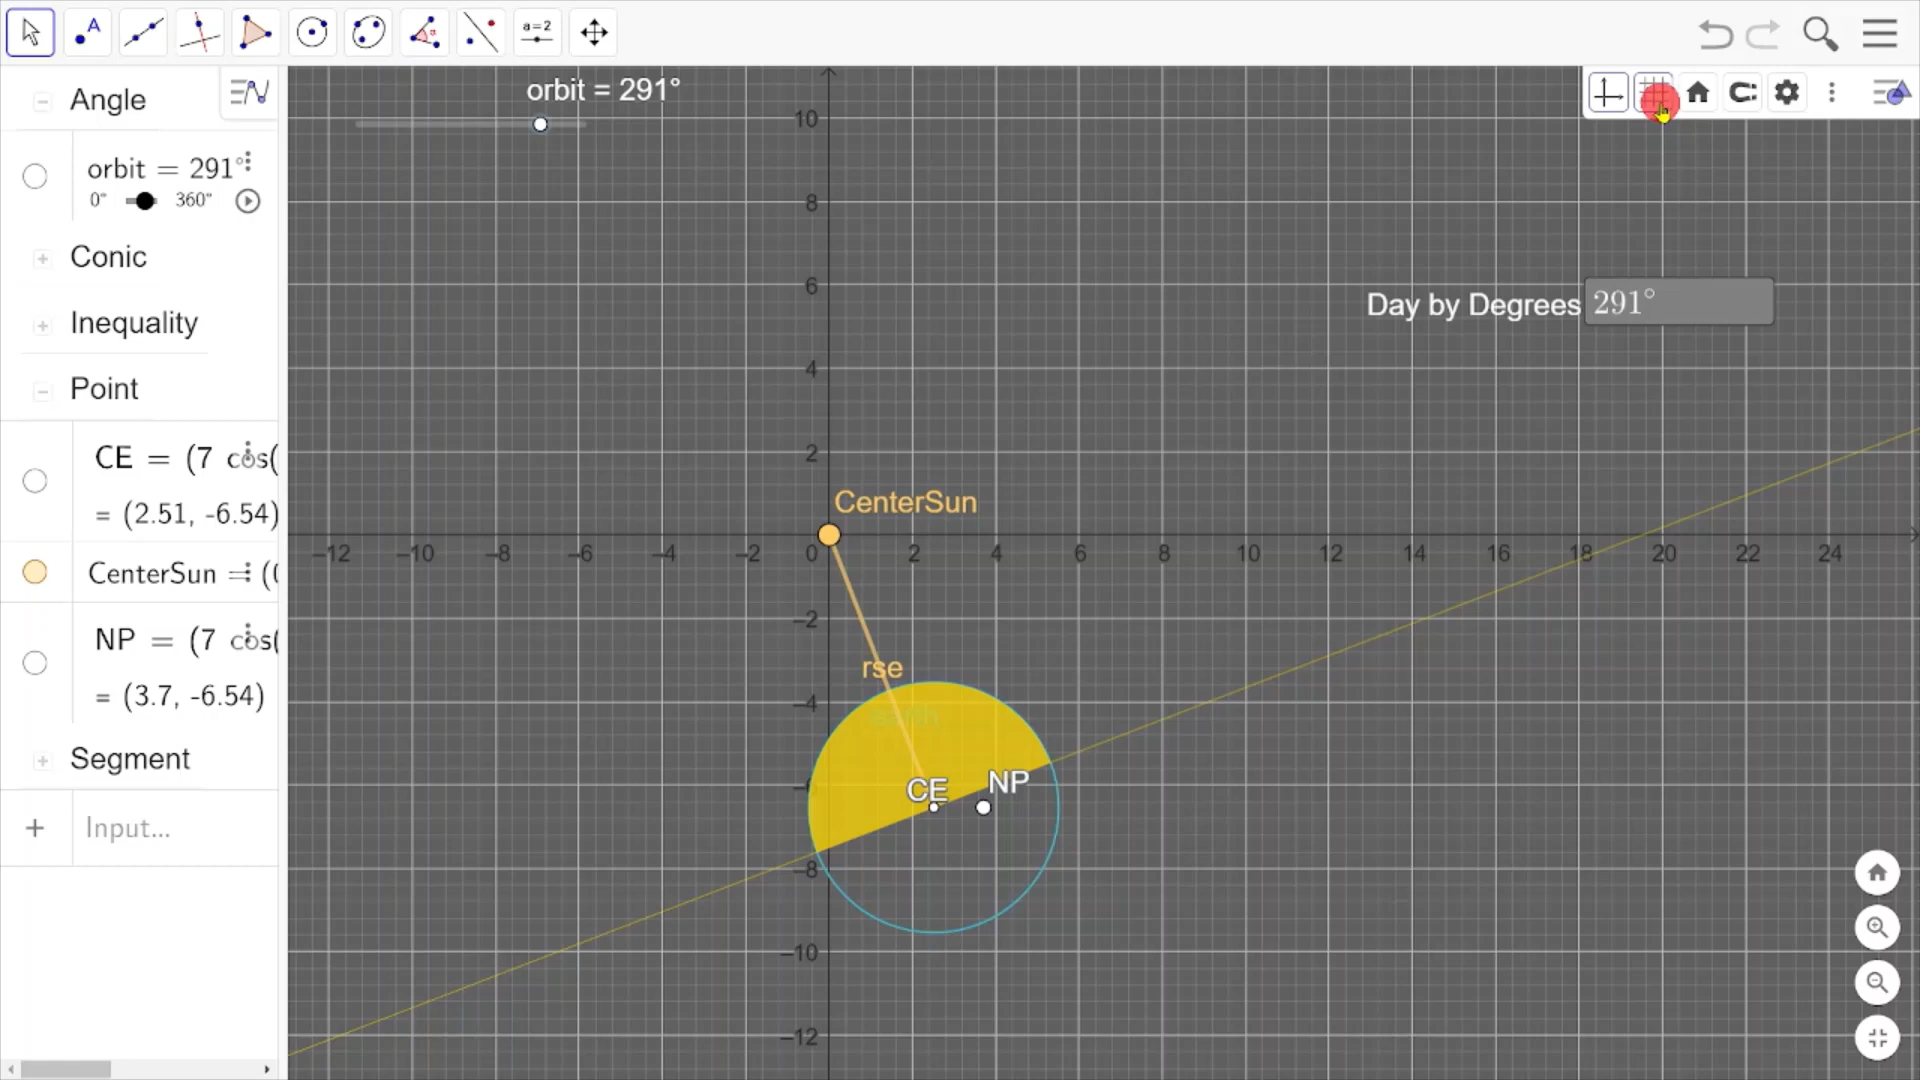 A
α
a=2
Angle
orbit = 291°
0° 360°
Conic
Inequality
Point
CE = (7 cos(
= (2.51, -6.54)
CenterSun = (0
NP = (7 cos(
= (3.7, -6.54)
Segment
Input...
orbit = 291°
10
8
6
Day by Degrees 291°
4
2
CenterSun
−12 −10 −8 −6 −4 −2 0 2 4 6 8 10 12 14 16 18 20 22 24
−2
rse
−4
earth
−6
CE NP
−8
−10
−12